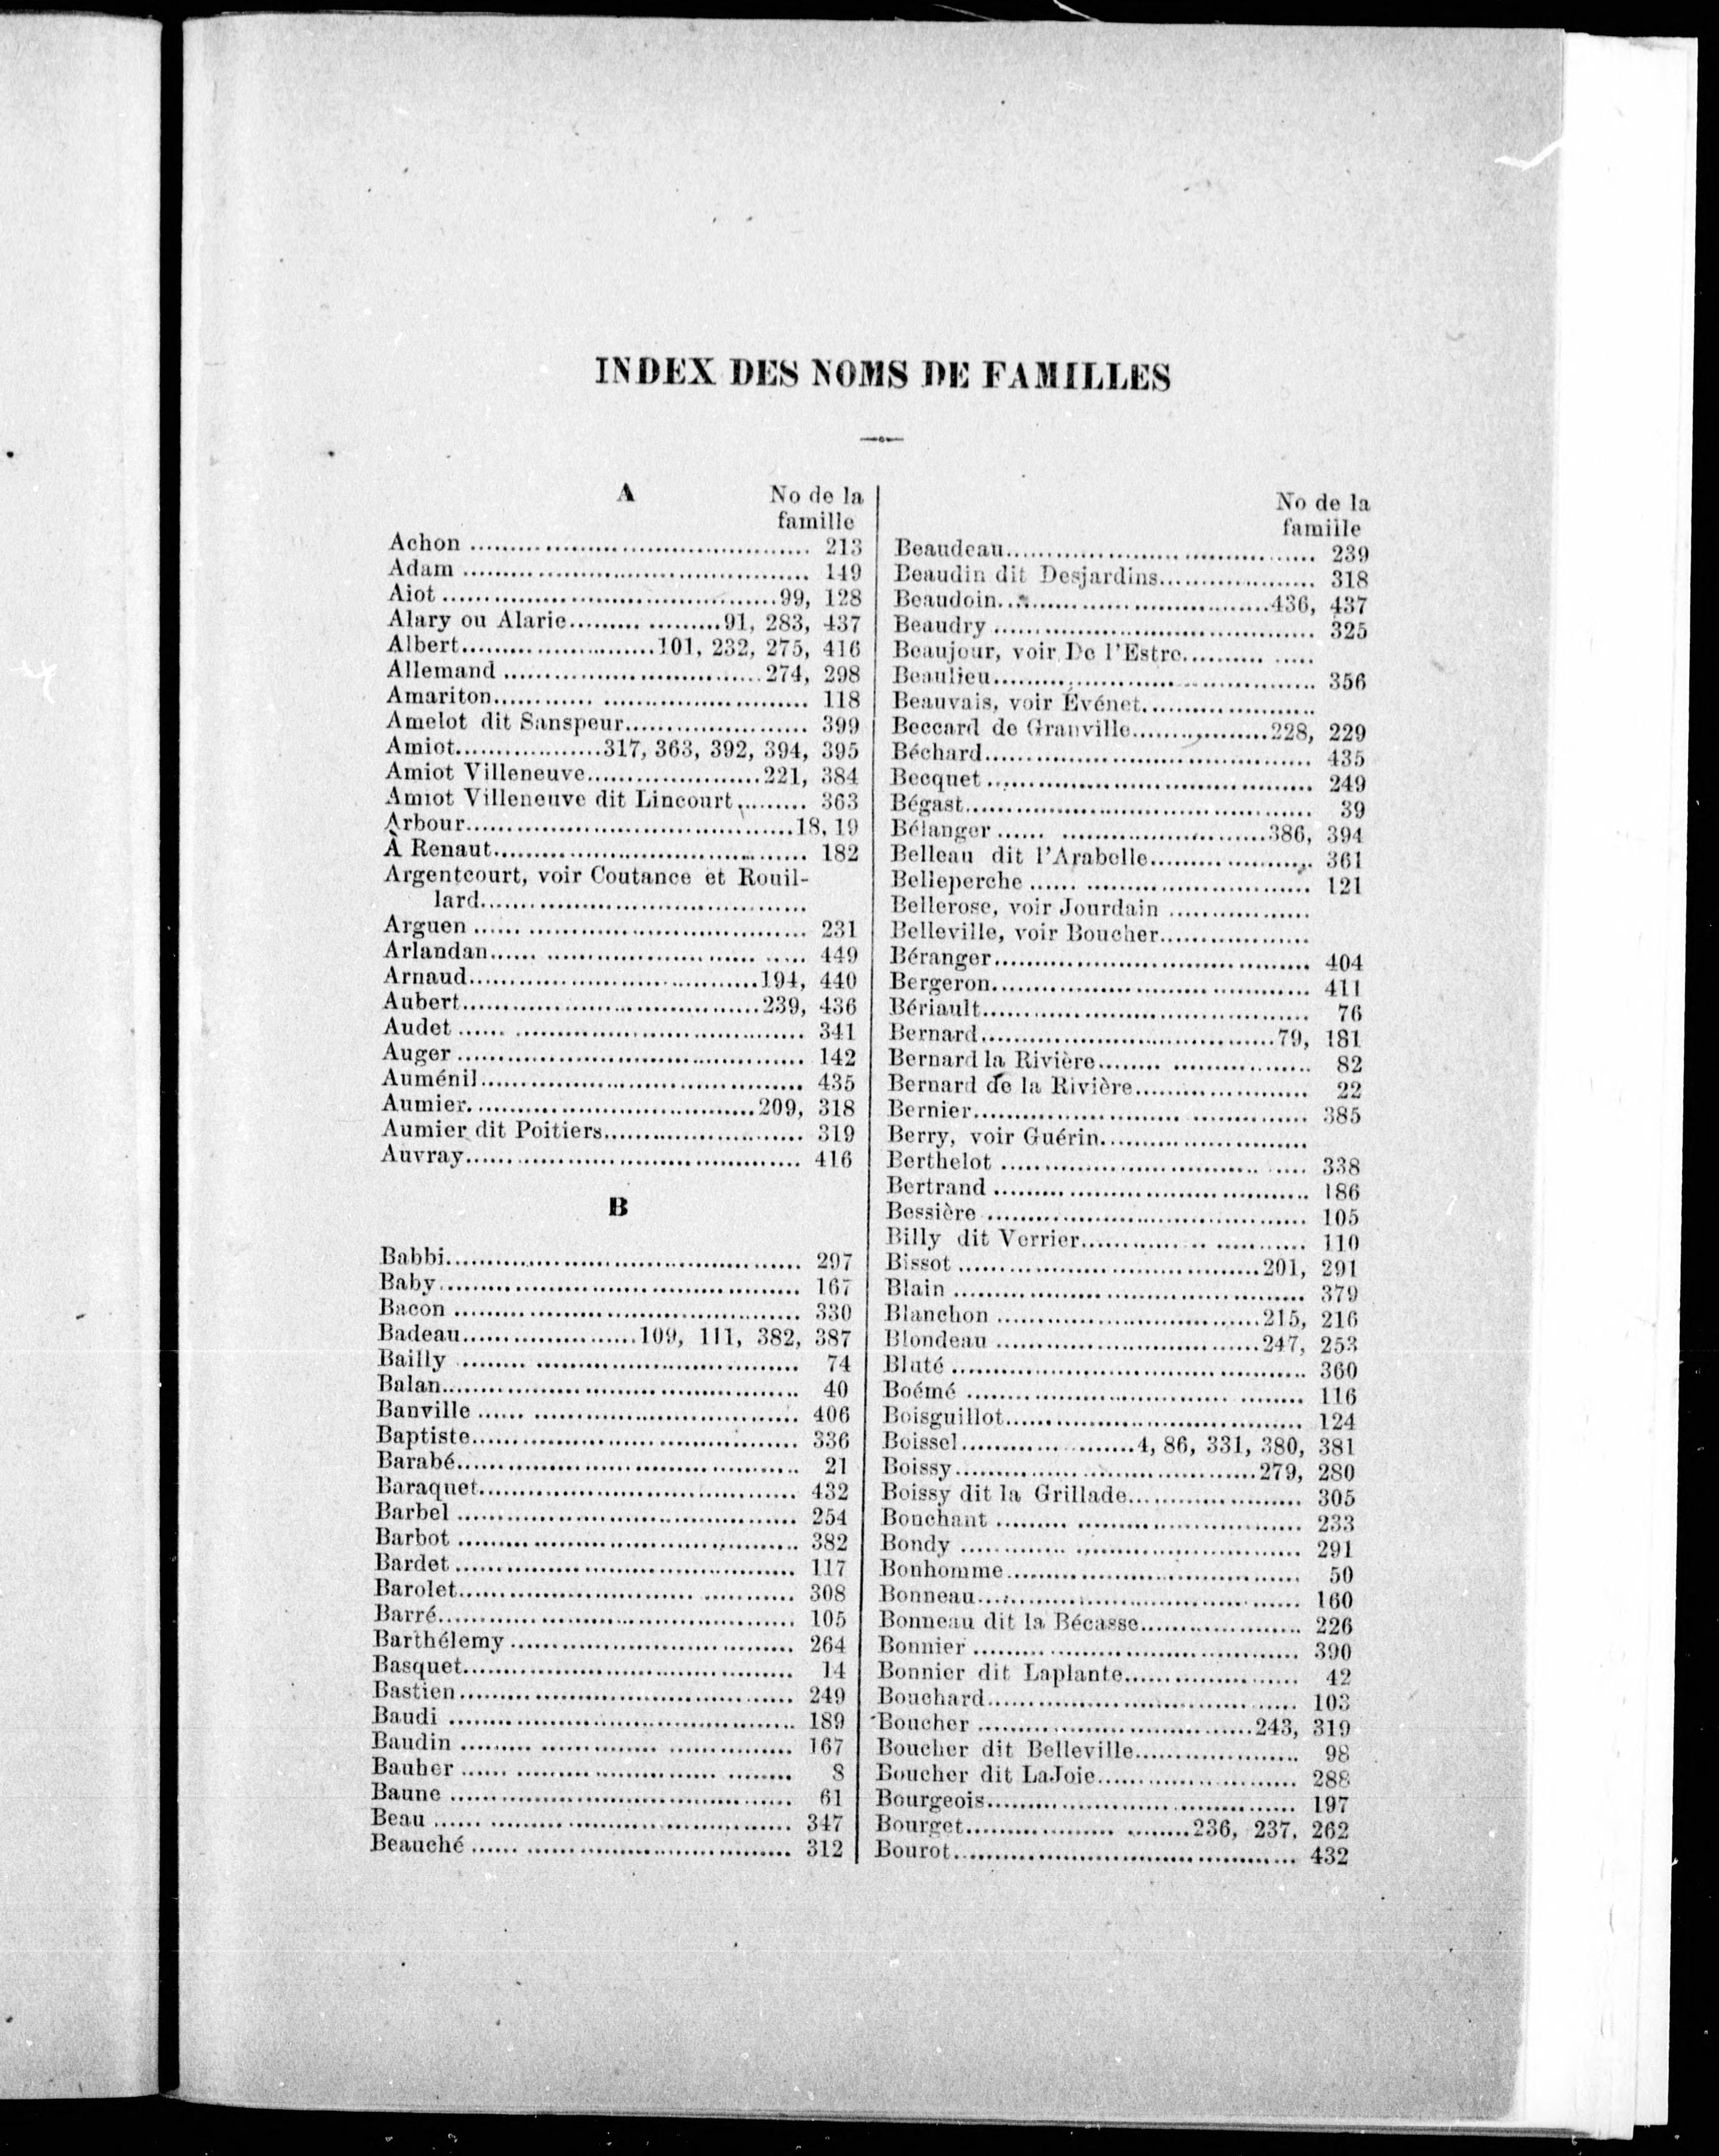 INDEX DES NOMS DE FAMILLES
A
No de la
famille
Achon ........ 213
Adam ........ 149
Aiot ........ 99, 128
Alary ou Alarie ........ 91, 283, 437
Albert ........ 101, 232, 275, 416
Allemand ........ 274, 298
Amariton ........ 118
Amelot dit Sanspeur ........ 399
Amiot ........ 317, 363, 392, 394, 395
Amiot Villeneuve ........ 221, 384
Amiot Villeneuve dit Lincourt ........ 363
Arbour ........ 18, 19
À Renaut ........ 182
Argentcourt, voir Coutance et Rouil-
lard ........
Arguen ........ 231
Arlandan ........ 449
Arnaud ........ 194, 440
Aubert ........ 239, 436
Audet ........ 341
Auger ........ 142
Auménil ........ 435
Aumier ........ 209, 318
Aumier dit Poitiers ........ 319
Auvray ........ 416
B
Babbi ........ 297
Baby ........ 167
Bacon ........ 330
Badeau ........ 109, 111, 382, 387
Bailly ........ 74
Balan ........ 40
Banville ........ 406
Baptiste ........ 336
Barabé ........ 21
Baraquet ........ 432
Barbel ........ 254
Barbot ........ 382
Bardet ........ 117
Barolet ........ 308
Barré ........ 105
Barthélemy ........ 264
Basquet ........ 14
Bastien ........ 249
Baudi ........ 189
Baudin ........ 167
Bauher ........ 8
Baune ........ 61
Beau ........ 347
Beauché ........ 312
No de la
famille
Beaudeau ........ 239
Beaudin dit Desjardins ........ 318
Beaudoin ........ 436, 437
Beaudry ........ 325
Beaujour, voir De l'Estre ........
Beaulieu ........ 356
Beauvais, voir Événet ........
Beccard de Granville ........ 228, 229
Béchard ........ 435
Becquet ........ 249
Bégast ........ 39
Bélanger ........ 386, 394
Belleau dit l'Arabelle ........ 361
Belleperche ........ 121
Bellerose, voir Jourdain ........
Belleville, voir Boucher ........
Béranger ........ 404
Bergeron ........ 411
Bériault ........ 76
Bernard ........ 79, 181
Bernard la Rivière ........ 82
Bernard de la Rivière ........ 22
Bernier ........ 385
Berry, voir Guérin ........
Berthelot ........ 338
Bertrand ........ 186
Bessière ........ 105
Billy dit Verrier ........ 110
Bissot ........ 201, 291
Blain ........ 379
Blanchon ........ 215, 216
Blondeau ........ 247, 253
Bluté ........ 360
Boémé ........ 116
Boisguillot ........ 124
Boissel ........ 4, 86, 331, 380, 381
Boissy ........ 279, 280
Boissy dit la Grillade ........ 305
Bonchant ........ 233
Bondy ........ 291
Bonhomme ........ 50
Bonneau ........ 160
Bonneau dit la Bécasse ........ 226
Bonnier ........ 390
Bonnier dit Laplante ........ 42
Bouchard ........ 103
Boucher ........ 243, 319
Boucher dit Belleville ........ 98
Boucher dit LaJoie ........ 288
Bourgeois ........ 197
Bourget ........ 236, 237, 262
Bourot ........ 432